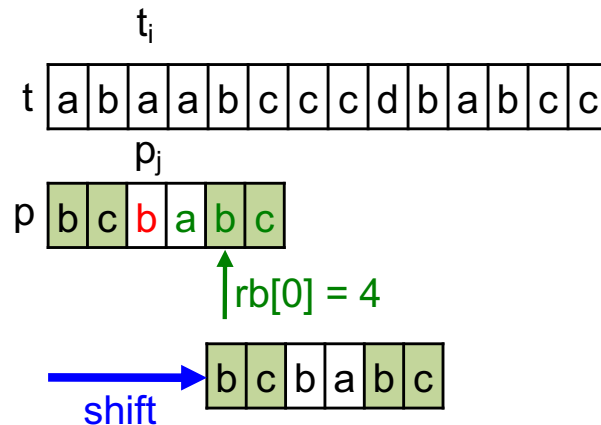 tᵢ
t a b a a b c c c d b a b c c
pⱼ
p b c b a b c
rb[0] = 4
b c b a b c
shift